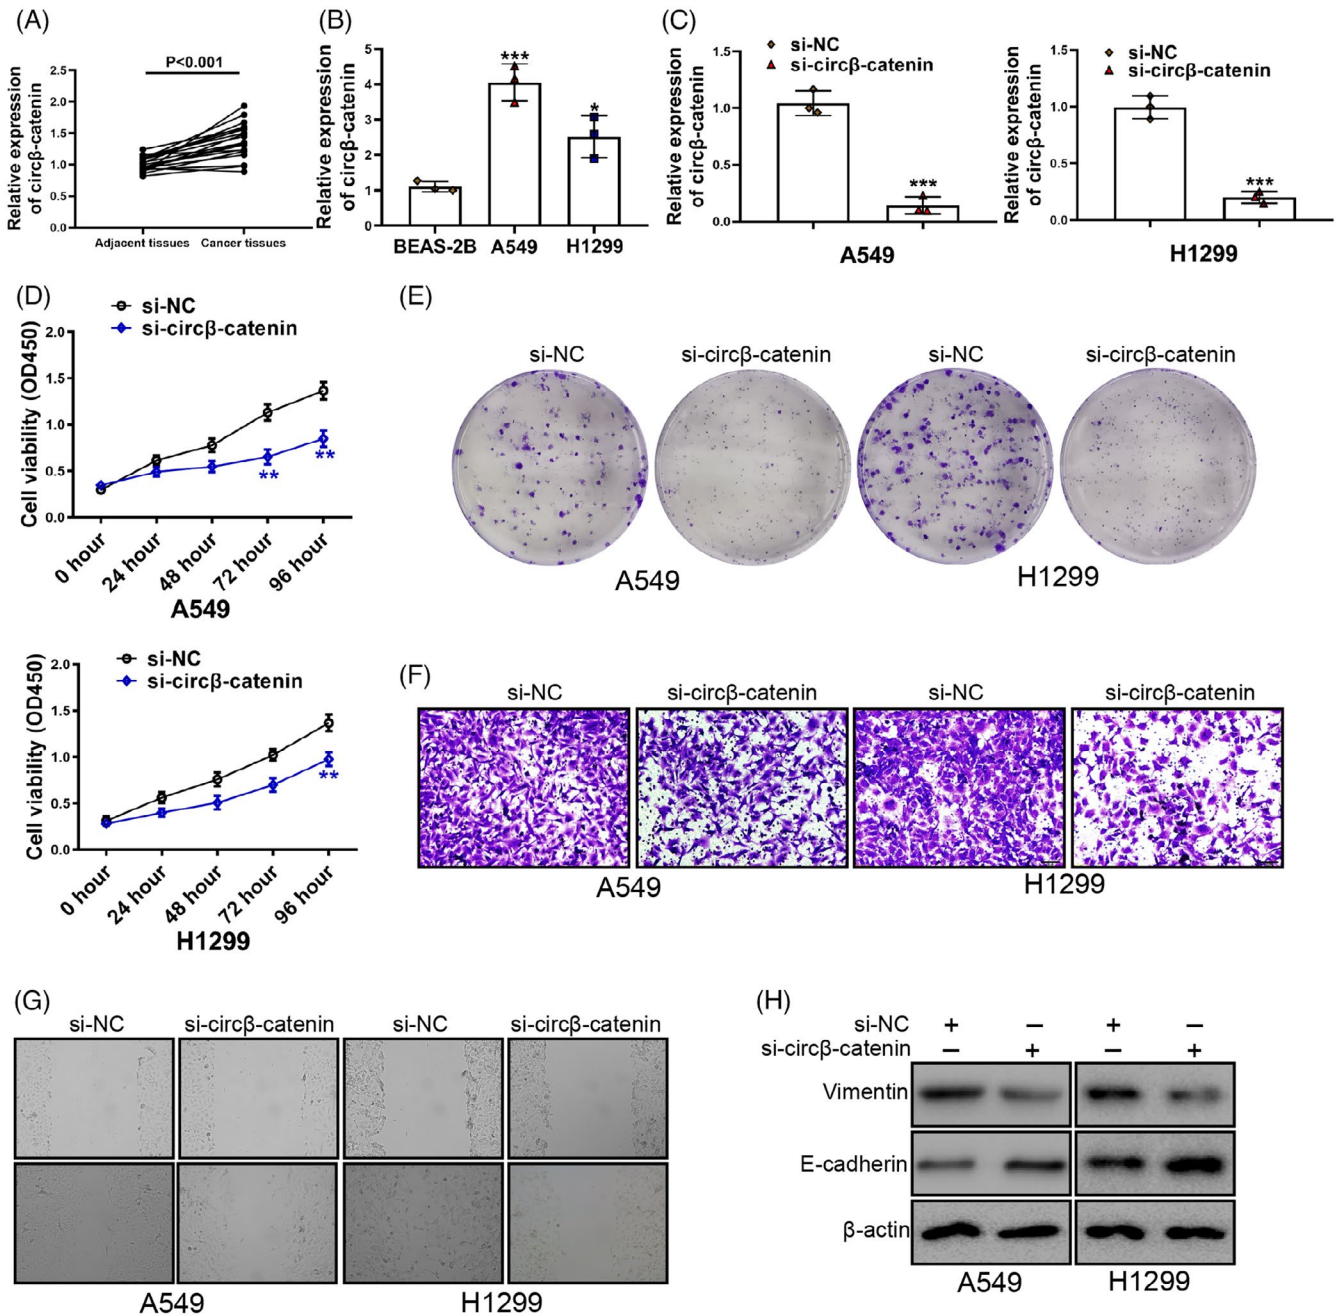 (A)
P<0.001
Relative expression
of circβ-catenin
2.5
2.0
1.5
1.0
0.5
0.0
Adjacent tissues Cancer tissues
(B)
Relative expression
of circβ-catenin
5
4
3
2
1
0
***
*
BEAS-2B A549 H1299
(C)
si-NC
si-circβ-catenin
Relative expression
of circβ-catenin
1.5
1.0
0.5
0.0
***
A549
si-NC
si-circβ-catenin
Relative expression
of circβ-catenin
1.5
1.0
0.5
0.0
***
H1299
(D)
si-NC
si-circβ-catenin
Cell viability (OD450)
2.0
1.5
1.0
0.5
0.0
**
**
0 hour 24 hour 48 hour 72 hour 96 hour
A549
si-NC
si-circβ-catenin
Cell viability (OD450)
2.0
1.5
1.0
0.5
0.0
**
0 hour 24 hour 48 hour 72 hour 96 hour
H1299
(E)
si-NC si-circβ-catenin si-NC si-circβ-catenin
A549 H1299
(F)
si-NC si-circβ-catenin si-NC si-circβ-catenin
A549 H1299
(G)
si-NC si-circβ-catenin si-NC si-circβ-catenin
A549 H1299
(H)
si-NC + – + –
si-circβ-catenin – + – +
Vimentin
E-cadherin
β-actin
A549 H1299